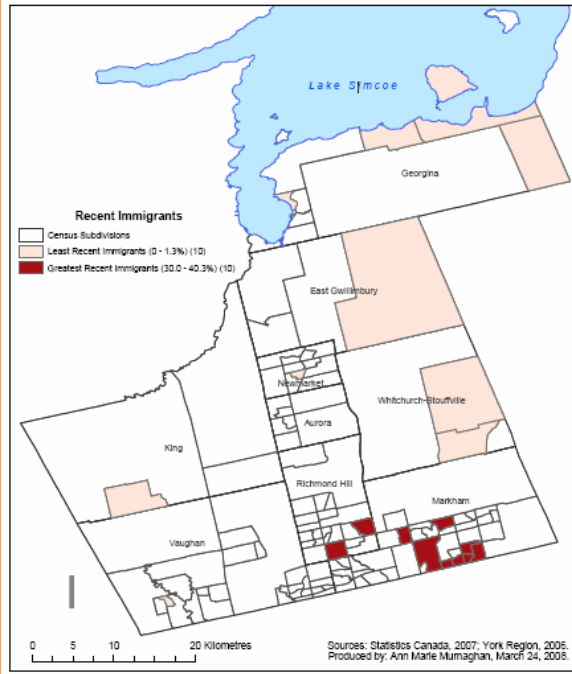 Lake Simcoe
Georgina
Recent Immigrants
Census Subdivisions
Least Recent Immigrants (0 - 1.3%) (10)
Greatest Recent Immigrants (30.0 - 40.3%) (10)
East Gwillimbury
Newmarket
Whitchurch-Stouffville
Aurora
King
Richmond Hill
Markham
Vaughan
0 5 10 20 Kilometres
Sources: Statistics Canada, 2007; York Region, 2006.
Produced by: Ann Marie Murnaghan, March 24, 2008.